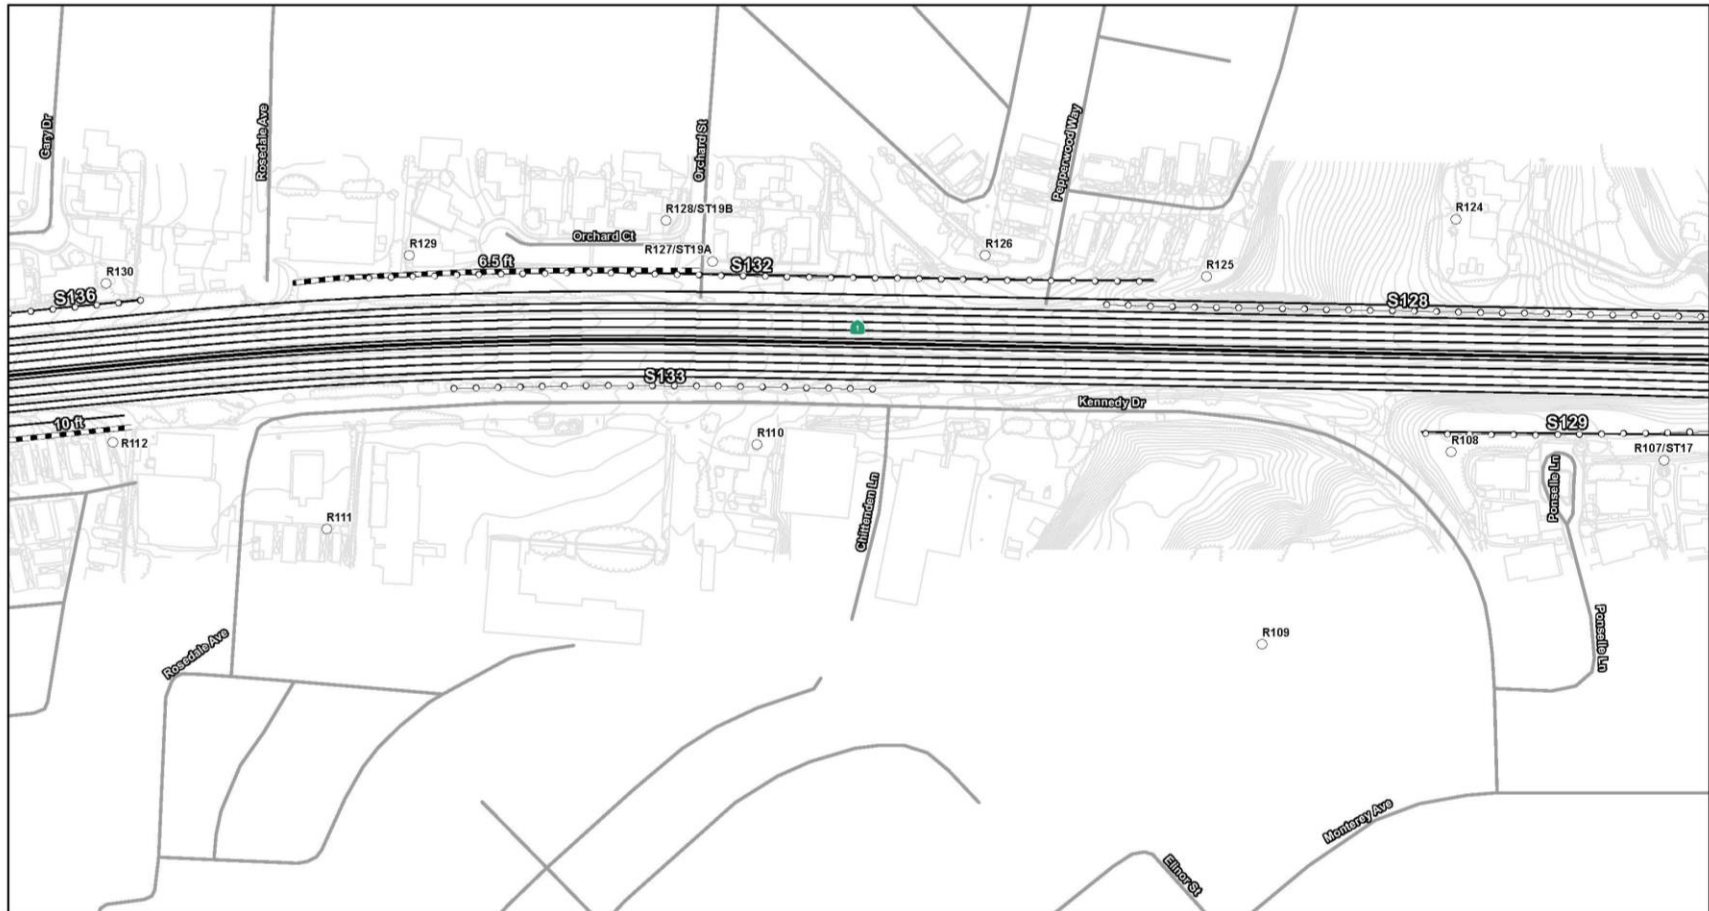 Gary Dr
Rosedale Ave
Orchard St
Pepperwood Way
R128/ST19B
R124
Orchard Ct
R129
R127/ST19A
R126
6.5 ft
S132
R125
R130
S136
S128
1
S133
Kennedy Dr
10 ft
S129
R112
R110
R108
R107/ST17
Ponselle Ln
Chittenden Ln
R111
R109
Ponselle Ln
Rosedale Ave
Monterey Ave
Elinor St